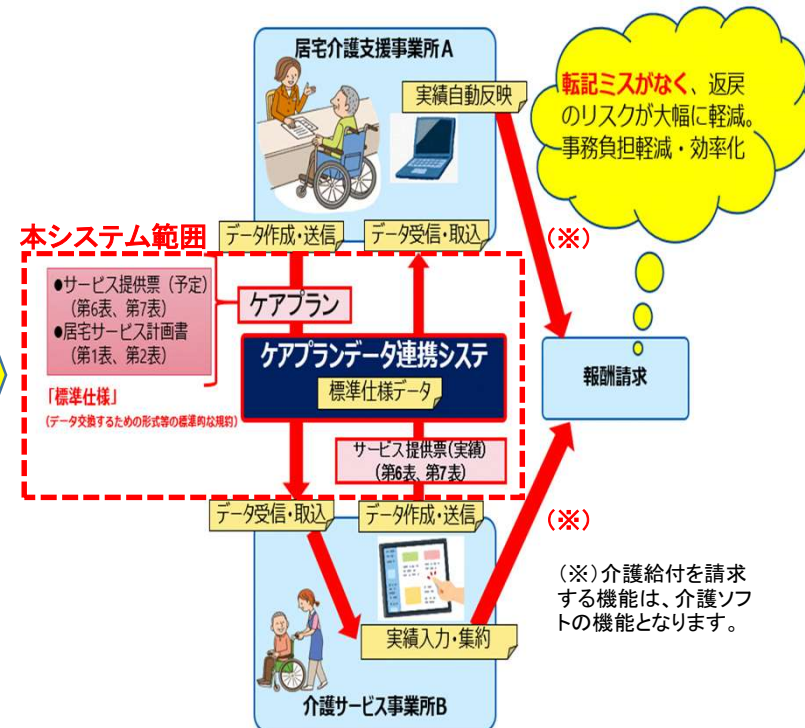 居宅介護支援事業所A
実績自動反映
転記ミスがなく、返戻
のリスクが大幅に軽減。
事務負担軽減・効率化
本システム範囲
データ作成・送信
データ受信・取込
(※)
●サービス提供票(予定)
(第6表、第7表)
●居宅サービス計画書
(第1表、第2表)
ケアプラン
ケアプランデータ連携システ
標準仕様データ
報酬請求
「標準仕様」
(データ交換するための形式等の標準的な規約)
サービス提供票(実績)
(第6表、第7表)
データ受信・取込
データ作成・送信
(※)
(※)介護給付を請求
する機能は、介護ソフ
トの機能となります。
実績入力・集約
介護サービス事業所B